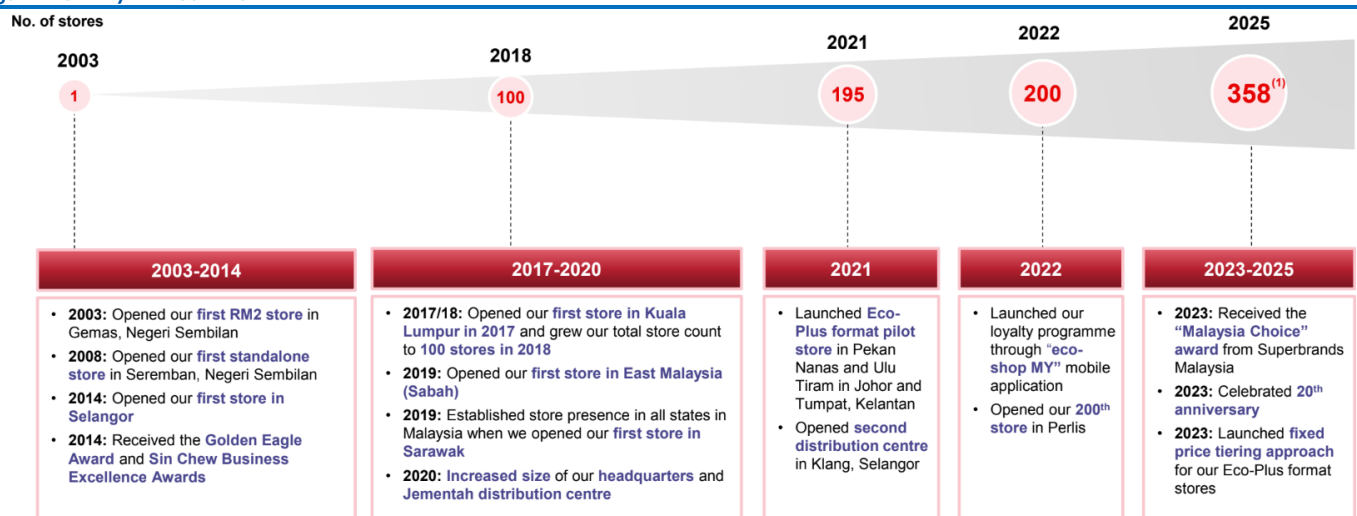 No. of stores
2003
2018
2021
2022
2025
1
100
195
200
358(1)
2003-2014
• 2003: Opened our first RM2 store in
Gemas, Negeri Sembilan
• 2008: Opened our first standalone
store in Seremban, Negeri Sembilan
• 2014: Opened our first store in
Selangor
• 2014: Received the Golden Eagle
Award and Sin Chew Business
Excellence Awards
2017-2020
• 2017/18: Opened our first store in Kuala
Lumpur in 2017 and grew our total store count
to 100 stores in 2018
• 2019: Opened our first store in East Malaysia
(Sabah)
• 2019: Established store presence in all states in
Malaysia when we opened our first store in
Sarawak
• 2020: Increased size of our headquarters and
Jementah distribution centre
2021
• Launched Eco-
Plus format pilot
store in Pekan
Nanas and Ulu
Tiram in Johor and
Tumpat, Kelantan
• Opened second
distribution centre
in Klang, Selangor
2022
• Launched our
loyalty programme
through “eco-
shop MY” mobile
application
• Opened our 200th
store in Perlis
2023-2025
• 2023: Received the
“Malaysia Choice”
award from Superbrands
Malaysia
• 2023: Celebrated 20th
anniversary
• 2023: Launched fixed
price tiering approach
for our Eco-Plus format
stores